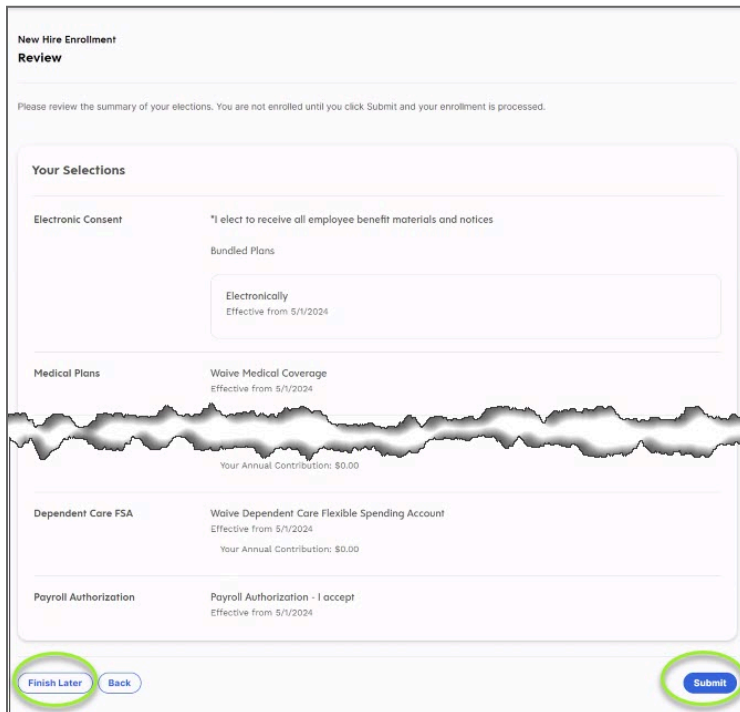 New Hire Enrollment
Review
Please review the summary of your elections. You are not enrolled until you click Submit and your enrollment is processed.
Your Selections
Electronic Consent
*I elect to receive all employee benefit materials and notices
Bundled Plans
Electronically
Effective from 5/1/2024
Medical Plans
Waive Medical Coverage
Effective from 5/1/2024
Your Annual Contribution: $0.00
Dependent Care FSA
Waive Dependent Care Flexible Spending Account
Effective from 5/1/2024
Your Annual Contribution: $0.00
Payroll Authorization
Payroll Authorization - I accept
Effective from 5/1/2024
Finish Later
Back
Submit